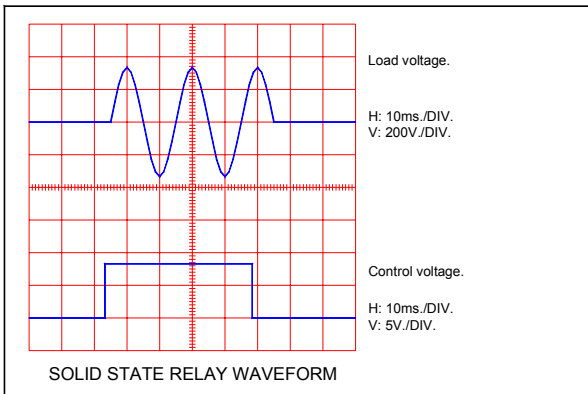 Load voltage.
H: 10ms./DIV.
V: 200V./DIV.
Control voltage.
H: 10ms./DIV.
V: 5V./DIV.
SOLID STATE RELAY WAVEFORM